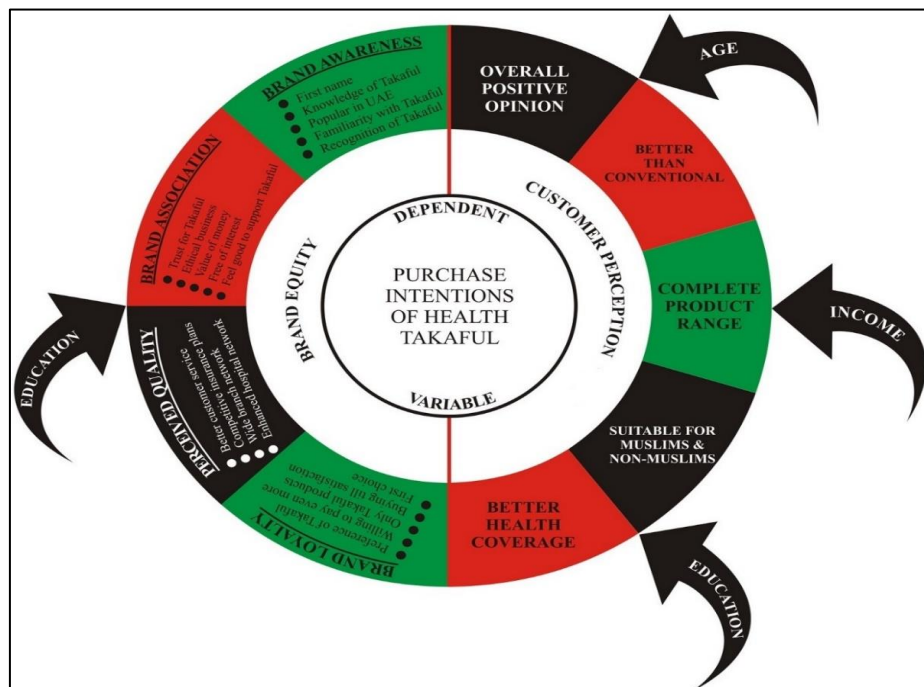 BRAND AWARENESS
First name
Knowledge of Takaful
Popular in UAE
Familiarity with Takaful
Recognition of Takaful
OVERALL
POSITIVE
OPINION
AGE
BETTER
THAN
CONVENTIONAL
COMPLETE
PRODUCT
RANGE
INCOME
SUITABLE FOR
MUSLIMS &
NON-MUSLIMS
EDUCATION
BETTER
HEALTH
COVERAGE
BRAND LOYALTY
Preference of Takaful
Willing to pay even more
Only Takaful products
Buying till satisfaction
First choice
PERCEIVED QUALITY
Better customer service
Competitive insurance plans
Wide branch network
Enhanced hospital network
EDUCATION
BRAND ASSOCIATION
Trust for Takaful
Ethical business
Value of money
Free of interest
Feel good to support Takaful
BRAND EQUITY
CUSTOMER PERCEPTION
DEPENDENT
PURCHASE
INTENTIONS
OF HEALTH
TAKAFUL
VARIABLE